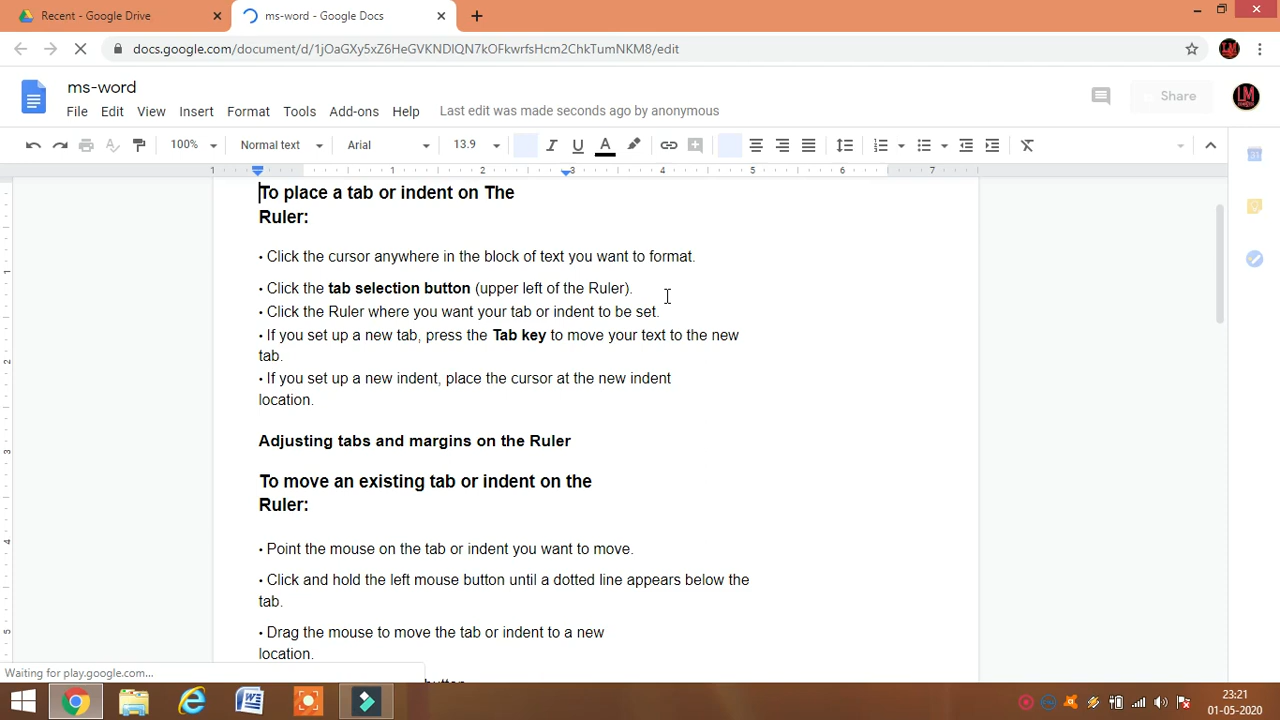 Recent - Google Drive
ms-word - Google Docs
docs.google.com/document/d/1jOaGXy5xZ6HeGVKNDlQN7kOFkwrfsHcm2ChkTumNKM8/edit
ms-word
File Edit View Insert Format Tools Add-ons Help Last edit was made seconds ago by anonymous
Share
LM
100% Normal text Arial 13.9
1 1 2 3 4 5 6 7
To place a tab or indent on The
Ruler:
• Click the cursor anywhere in the block of text you want to format.
• Click the tab selection button (upper left of the Ruler).
• Click the Ruler where you want your tab or indent to be set.
• If you set up a new tab, press the Tab key to move your text to the new
tab.
• If you set up a new indent, place the cursor at the new indent
location.
Adjusting tabs and margins on the Ruler
To move an existing tab or indent on the
Ruler:
• Point the mouse on the tab or indent you want to move.
• Click and hold the left mouse button until a dotted line appears below the
tab.
• Drag the mouse to move the tab or indent to a new
location.
Waiting for play.google.com...
23:21
01-05-2020